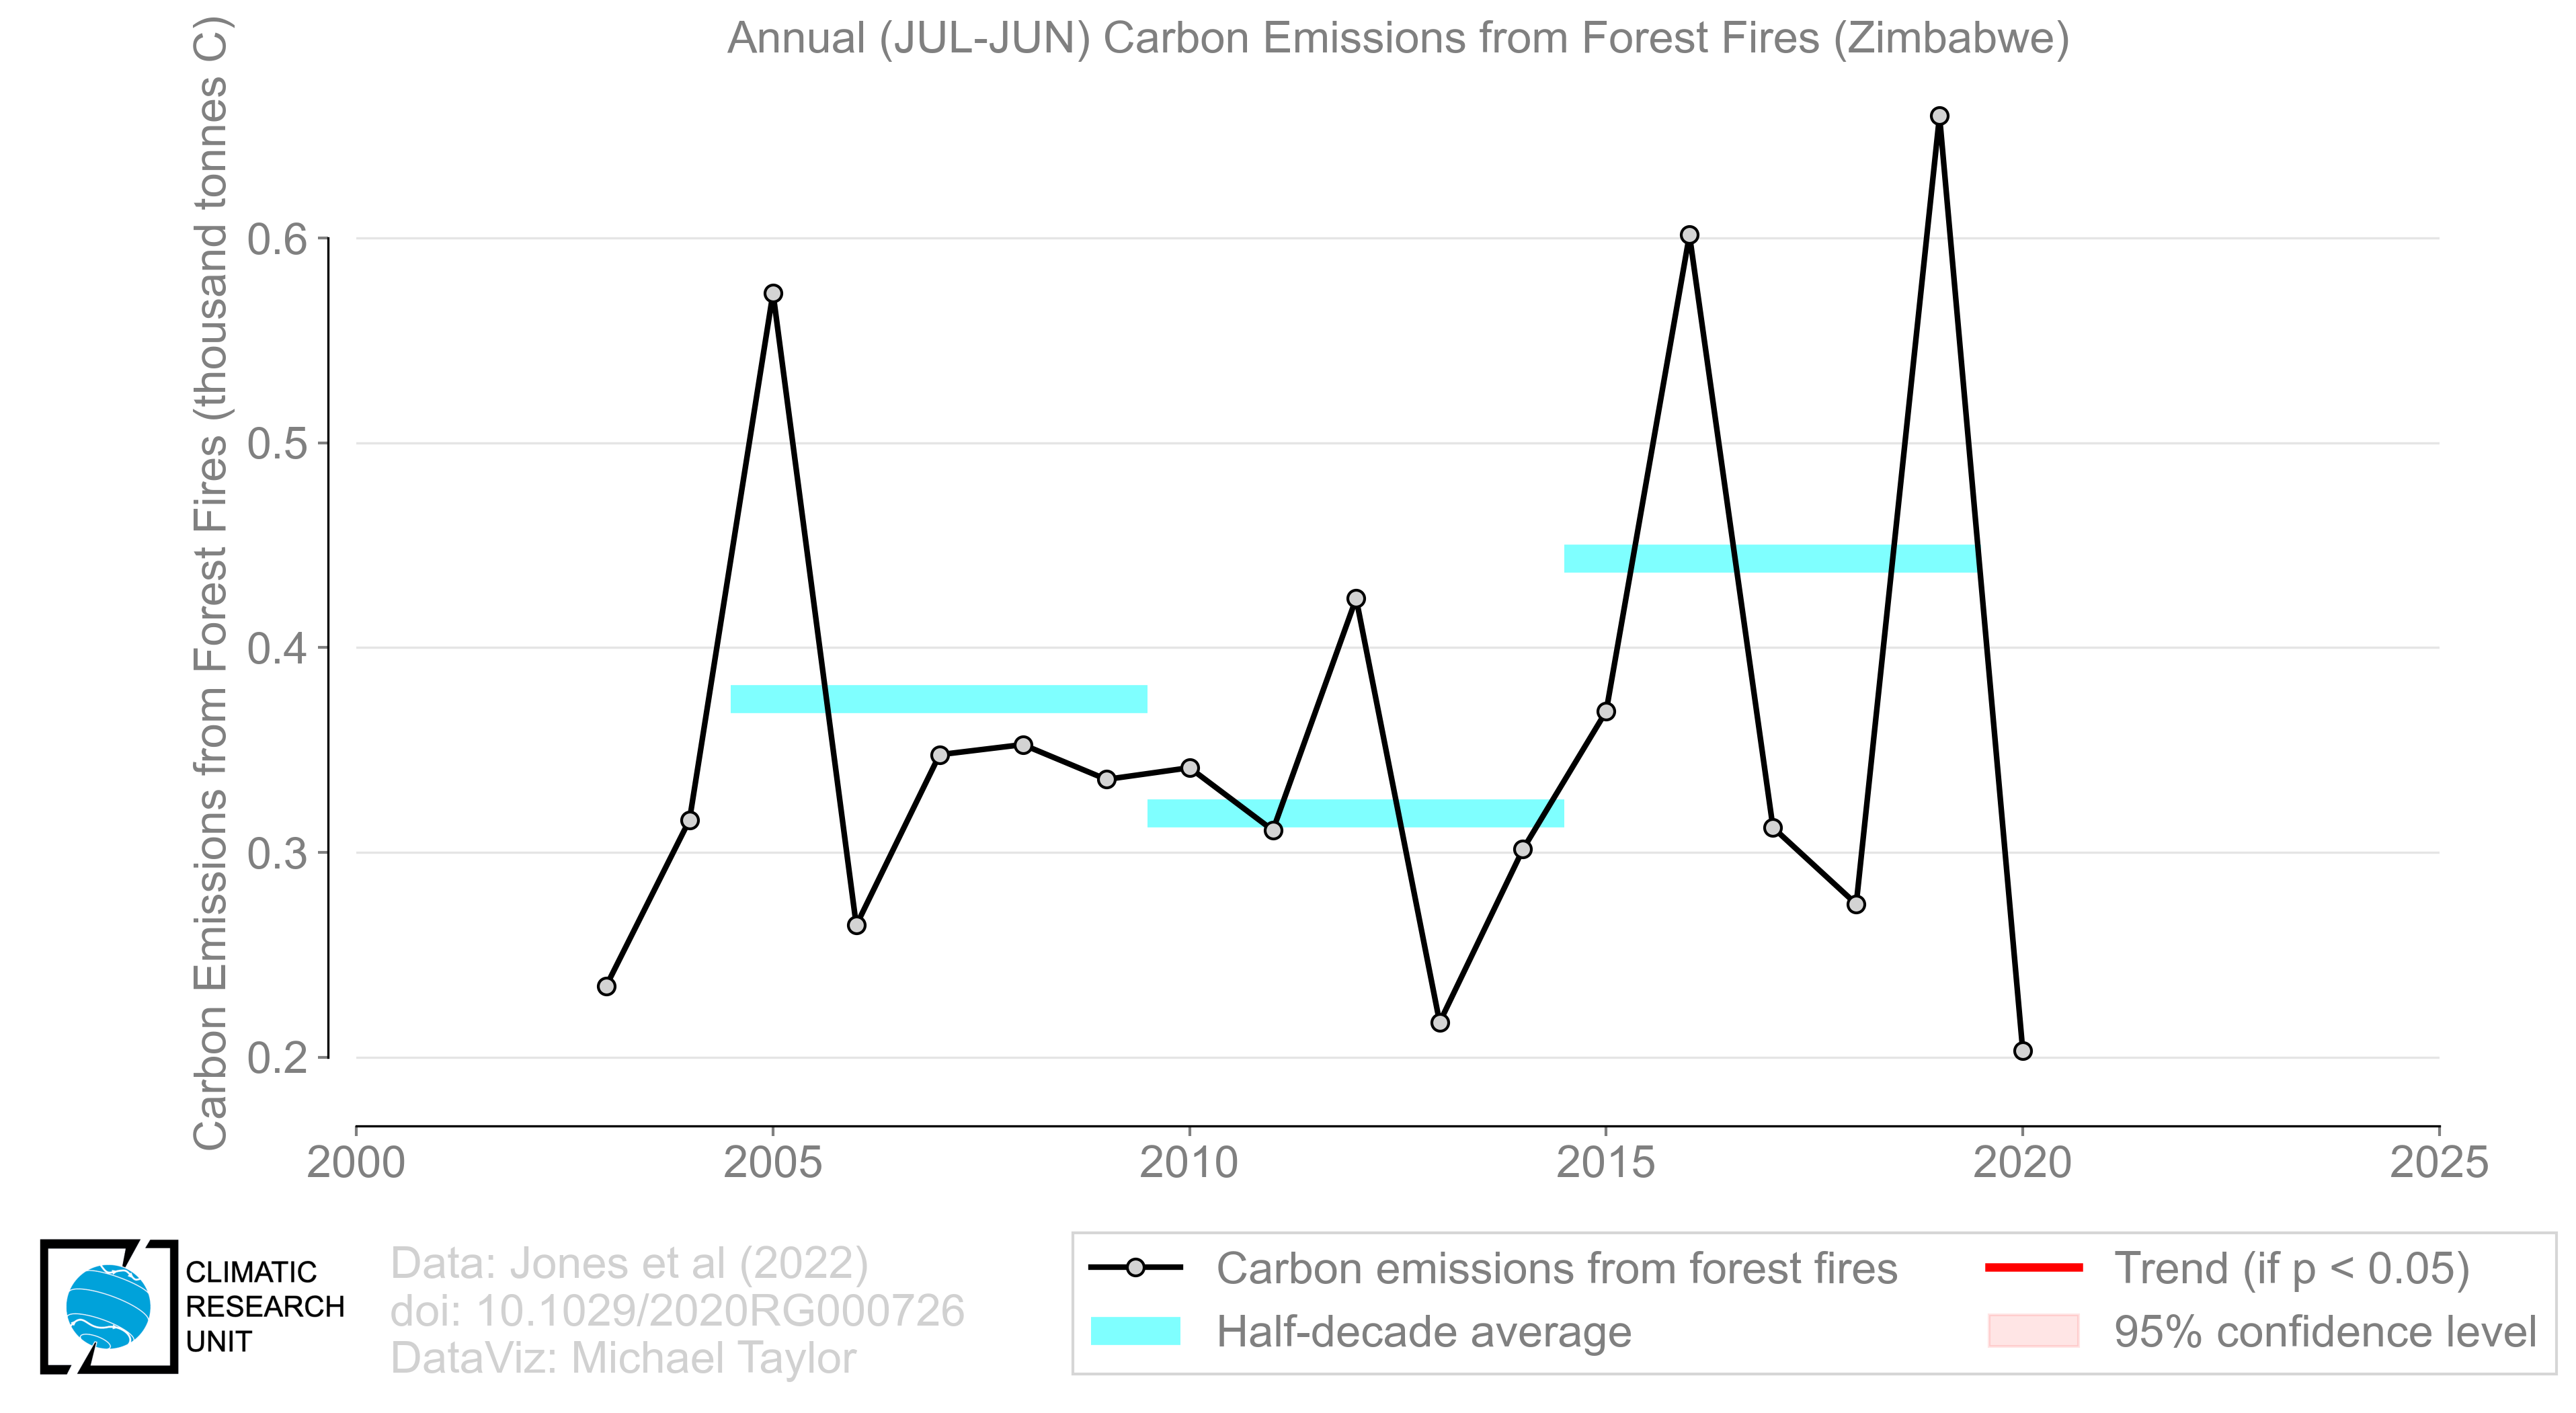 Annual (JUL-JUN) Carbon Emissions from Forest Fires (Zimbabwe)
Carbon Emissions from Forest Fires (thousand tonnes C)
0.6
0.5
0.4
0.3
0.2
2000 2005 2010 2015 2020 2025
CLIMATIC
RESEARCH
UNIT
Data: Jones et al (2022)
doi: 10.1029/2020RG000726
DataViz: Michael Taylor
Carbon emissions from forest fires
Half-decade average
Trend (if p < 0.05)
95% confidence level